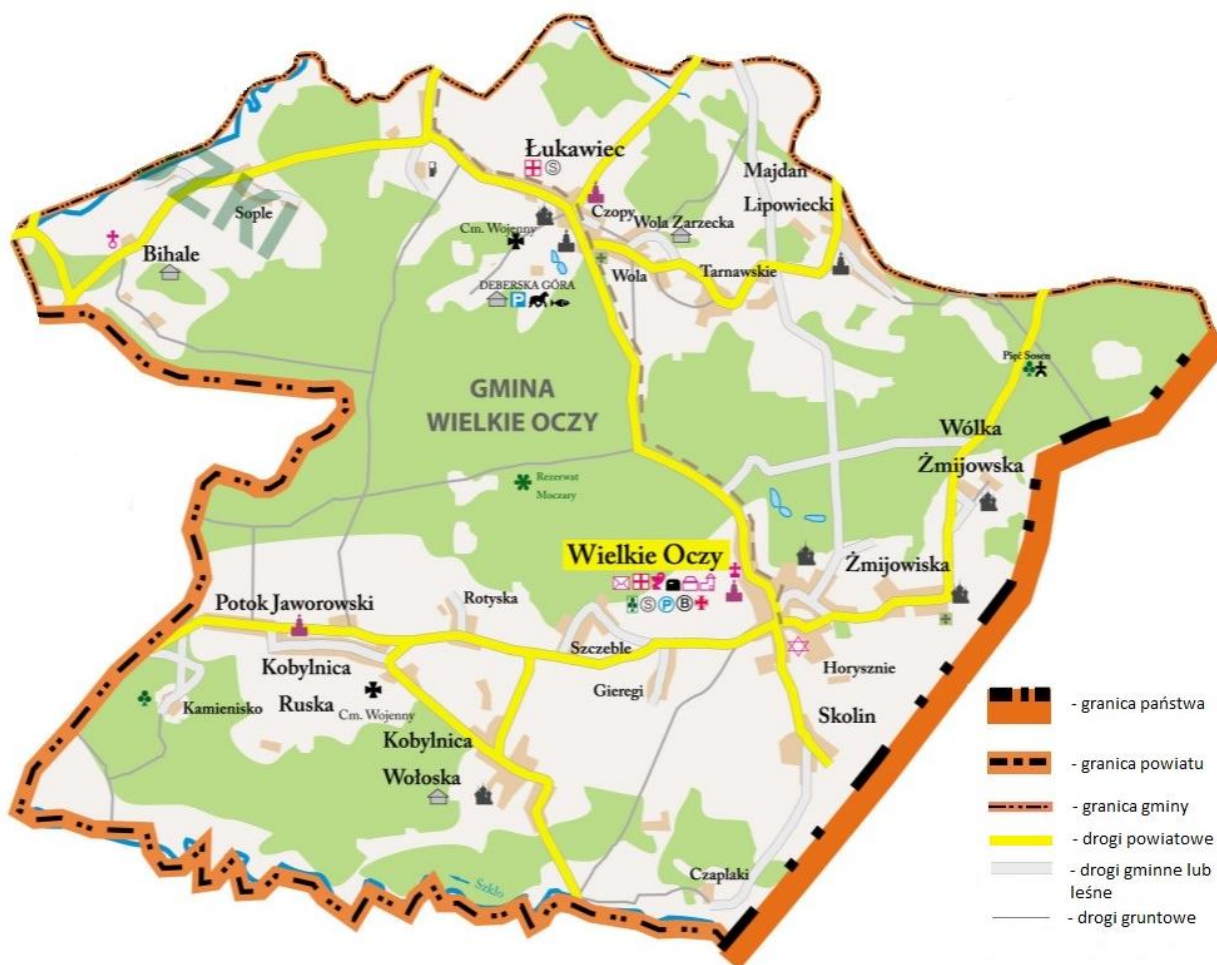 Łukawiec
S
Majdan
Lipowiecki
Czopy
Wola Zarzecka
Sople
Cm. Wojenny
Bihale
Wola
Tarnawskie
DEBERSKA GÓRA
P
Pięć Sosen
GMINA
WIELKIE OCZY
Wólka
Żmijowska
Rezerwat
Moczary
Wielkie Oczy
S P B
Żmijowiska
Potok Jaworowski
Rotyska
Szczeble
Kobylnica
Ruska
Gieregi
Horysznie
Kamienisko
Cm. Wojenny
Skolin
Kobylnica
Wołoska
Czaplaki
Szkło
- granica państwa
- granica powiatu
- granica gminy
- drogi powiatowe
- drogi gminne lub
leśne
- drogi gruntowe